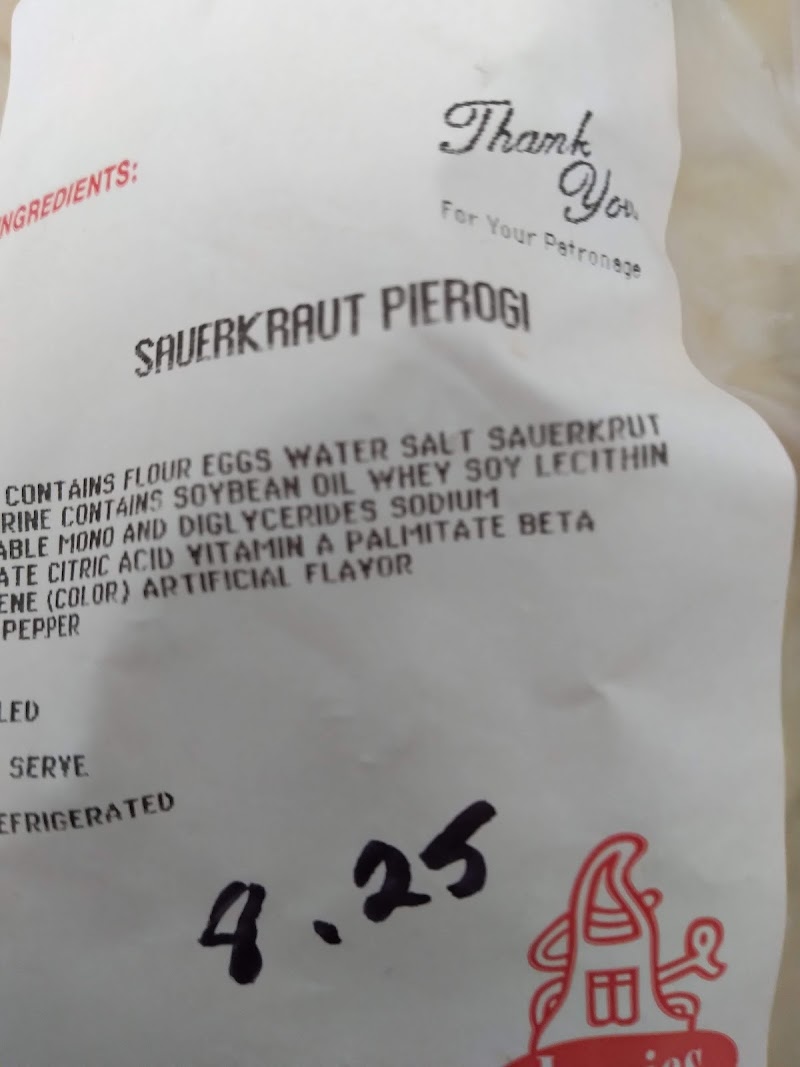 Thank
You
For Your Patronage
INGREDIENTS:
SAUERKRAUT PIEROGI
CONTAINS FLOUR EGGS WATER SALT SAUERKRUT
RINE CONTAINS SOYBEAN OIL WHEY SOY LECITHIN
ABLE MONO AND DIGLYCERIDES SODIUM
ATE CITRIC ACID VITAMIN A PALMITATE BETA
ENE (COLOR) ARTIFICIAL FLAVOR
PEPPER
LED
SERVE
EFRIGERATED
8.25